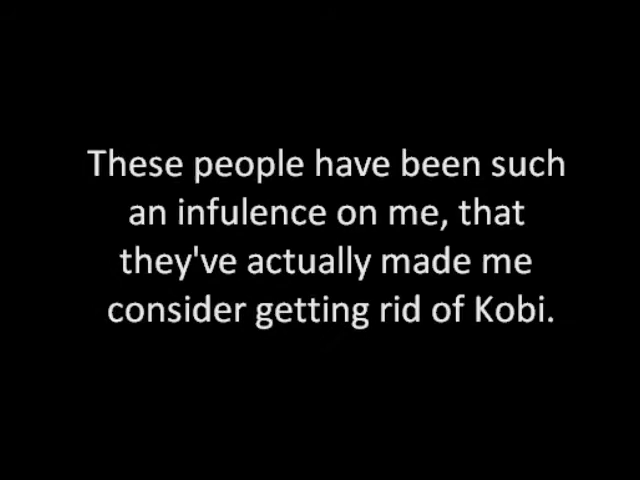 These people have been such
an infulence on me, that
they've actually made me
consider getting rid of Kobi.